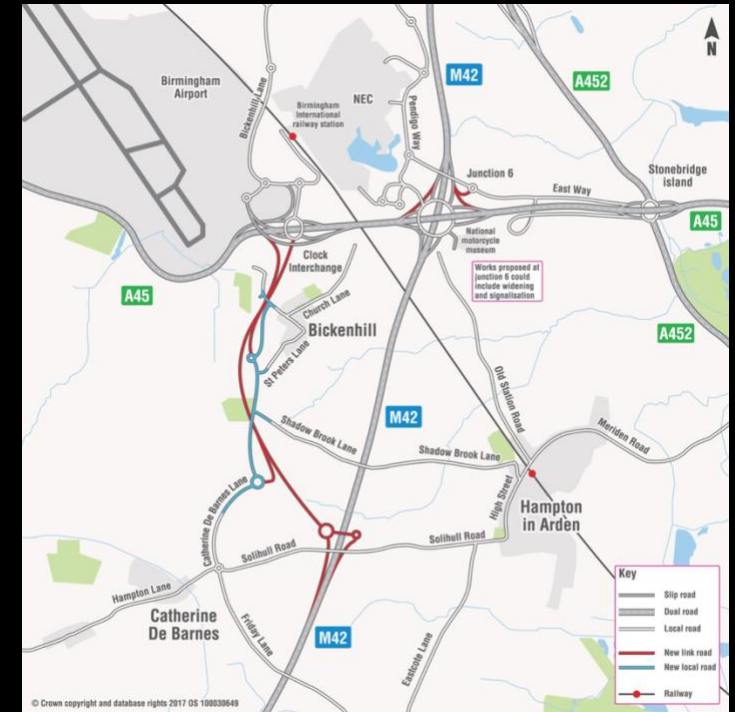 N
M42
A452
Birmingham
Airport
Bickenhill Lane
Birmingham
International
railway station
NEC
Pendigo Way
Junction 6
East Way
Stonebridge
island
A45
National
motorcycle
museum
Clock
Interchange
Works proposed at
junction 6 could
include widening
and signalisation
A45
A452
Church Lane
Bickenhill
St Peters Lane
Old Station Road
M42
Shadow Brook Lane
Shadow Brook Lane
Meriden Road
High Street
Hampton
in Arden
Catherine De Barnes Lane
Solihull Road
Solihull Road
Hampton Lane
Catherine
De Barnes
Friday Lane
M42
Eastcote Lane
Key
Slip road
Dual road
Local road
New link road
New local road
Railway
© Crown copyright and database rights 2017 OS 100030649